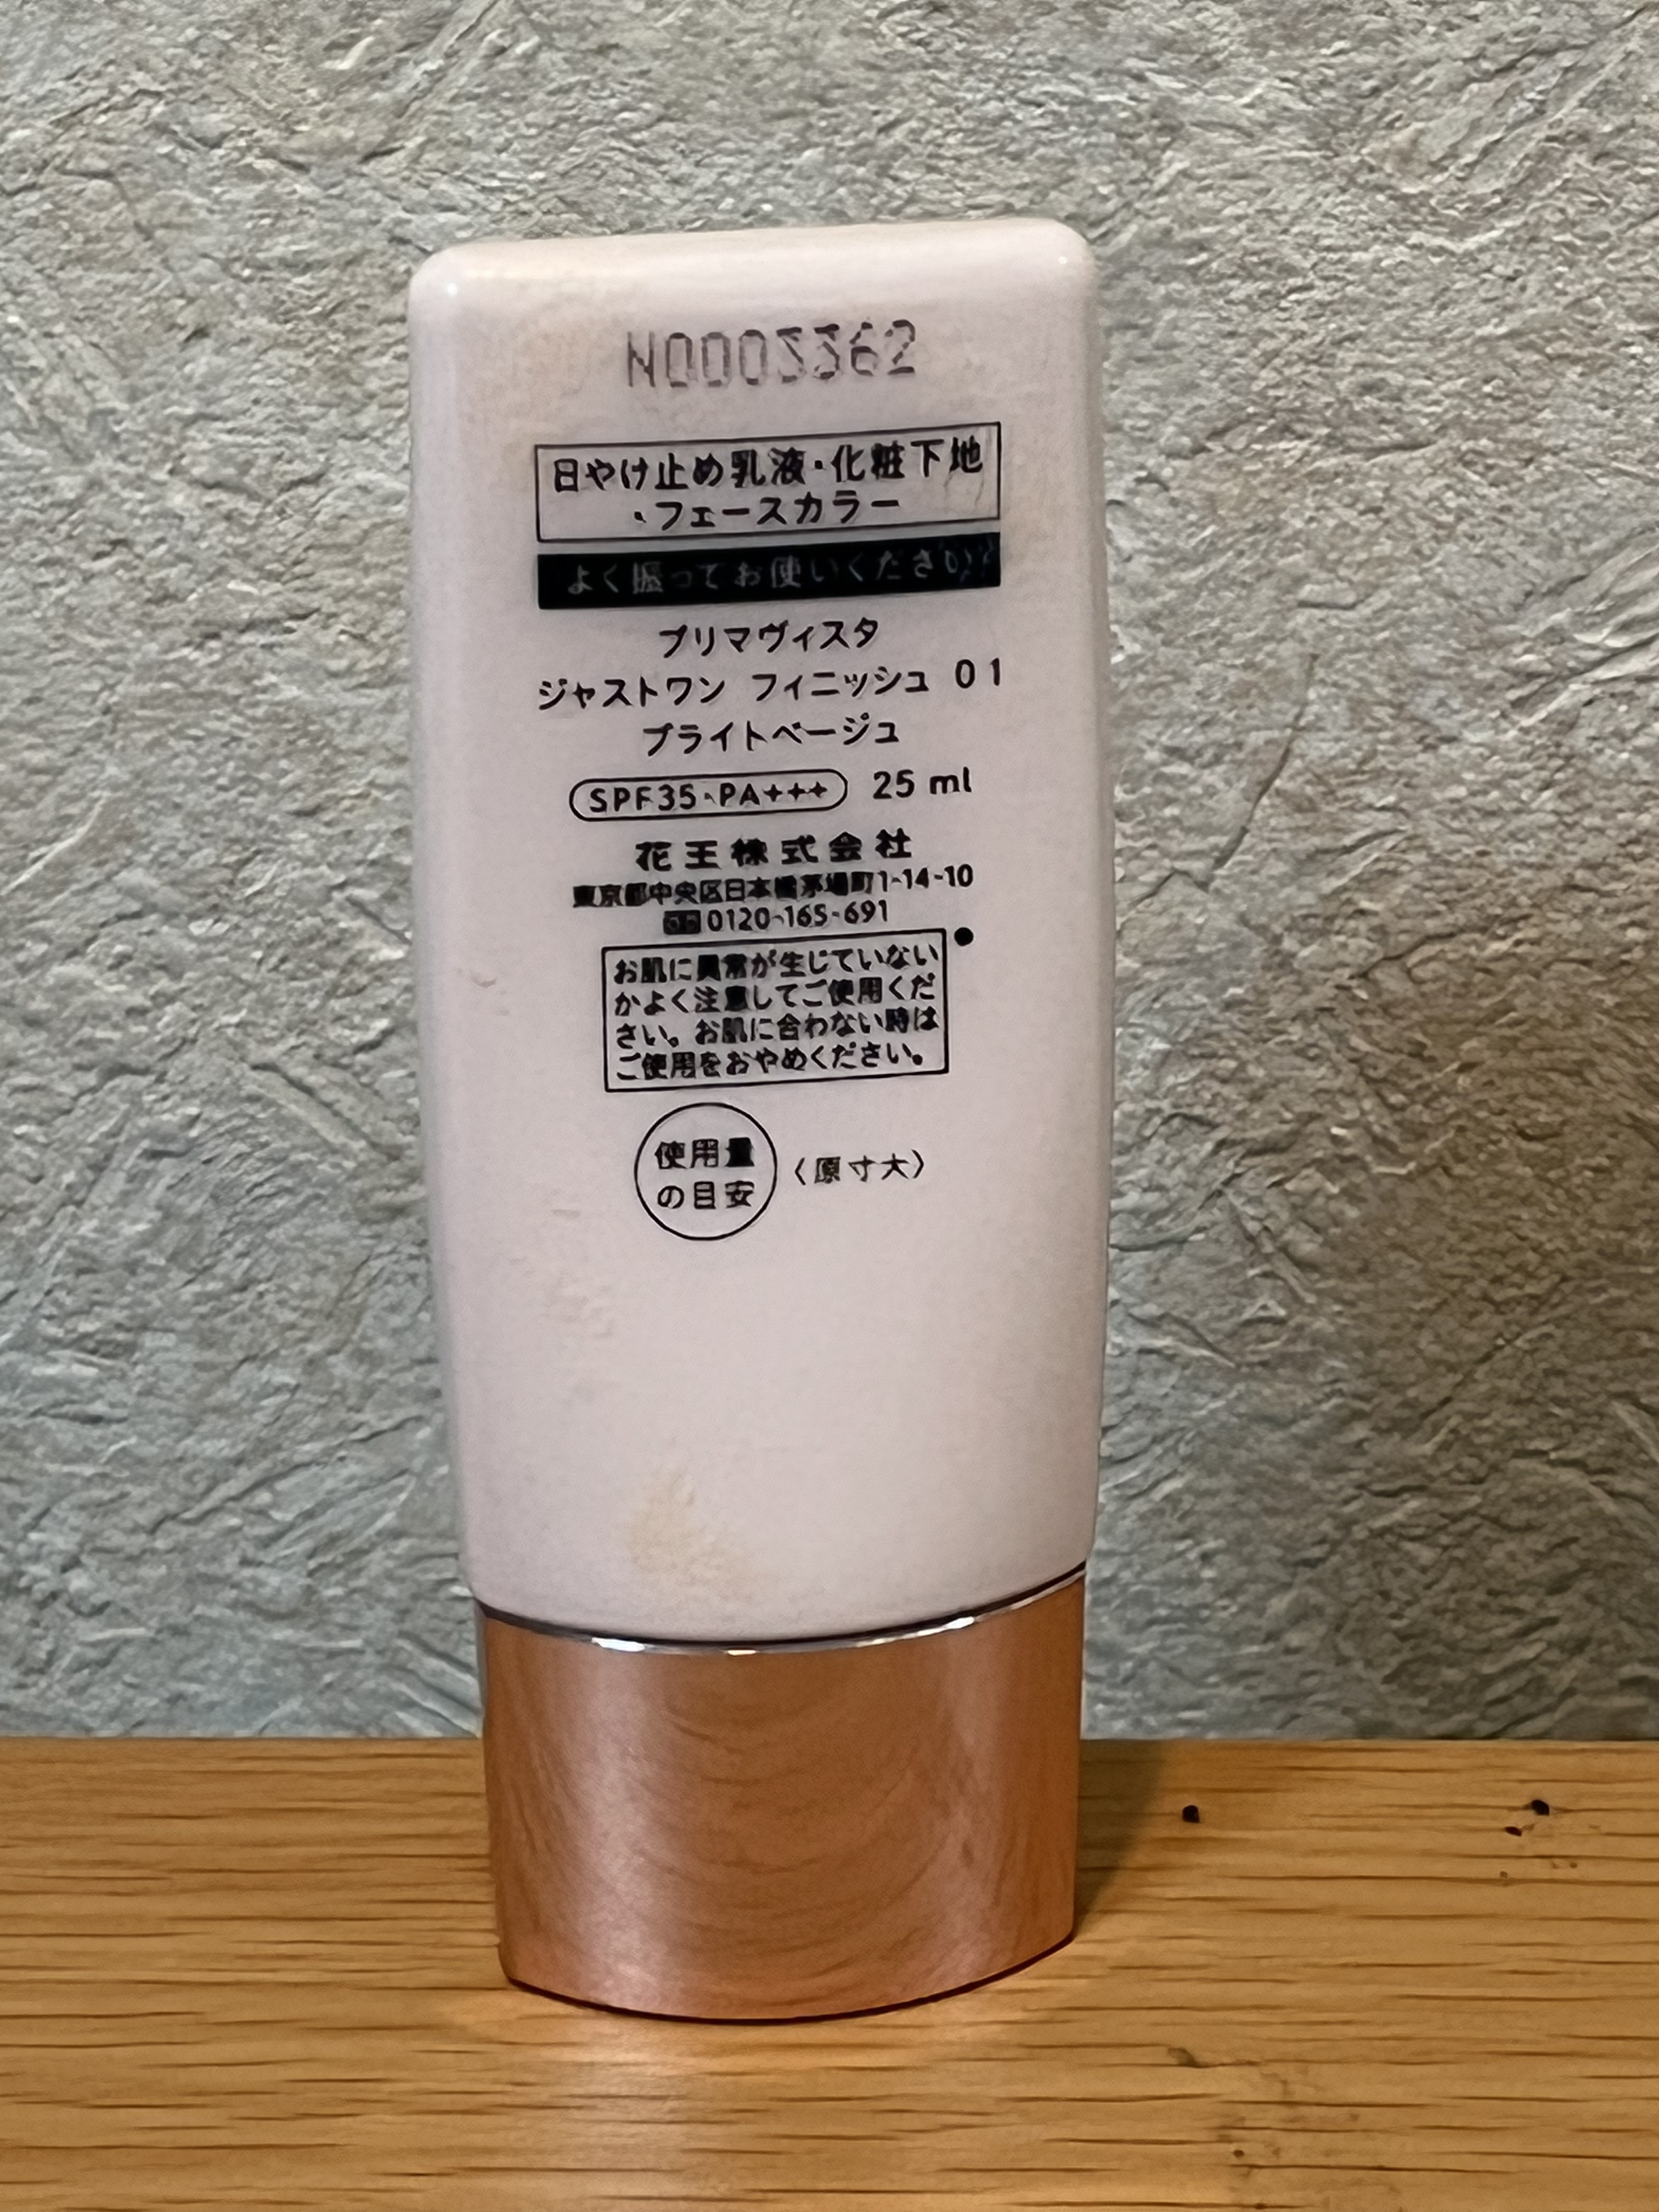 N0003362
日やけ止め乳液・化粧下地
・フェースカラー
よく振ってお使いください
プリマヴィスタ
ジャストワン フィニッシュ 01
ブライトベージュ
SPF35・PA+++ 25 ml
花王株式会社
東京都中央区日本橋茅場町1-14-10
0120-165-691
お肌に異常が生じていない
かよく注意してご使用くだ
さい。お肌に合わない時は
ご使用をおやめください。
使用量
の目安
〈原寸大〉